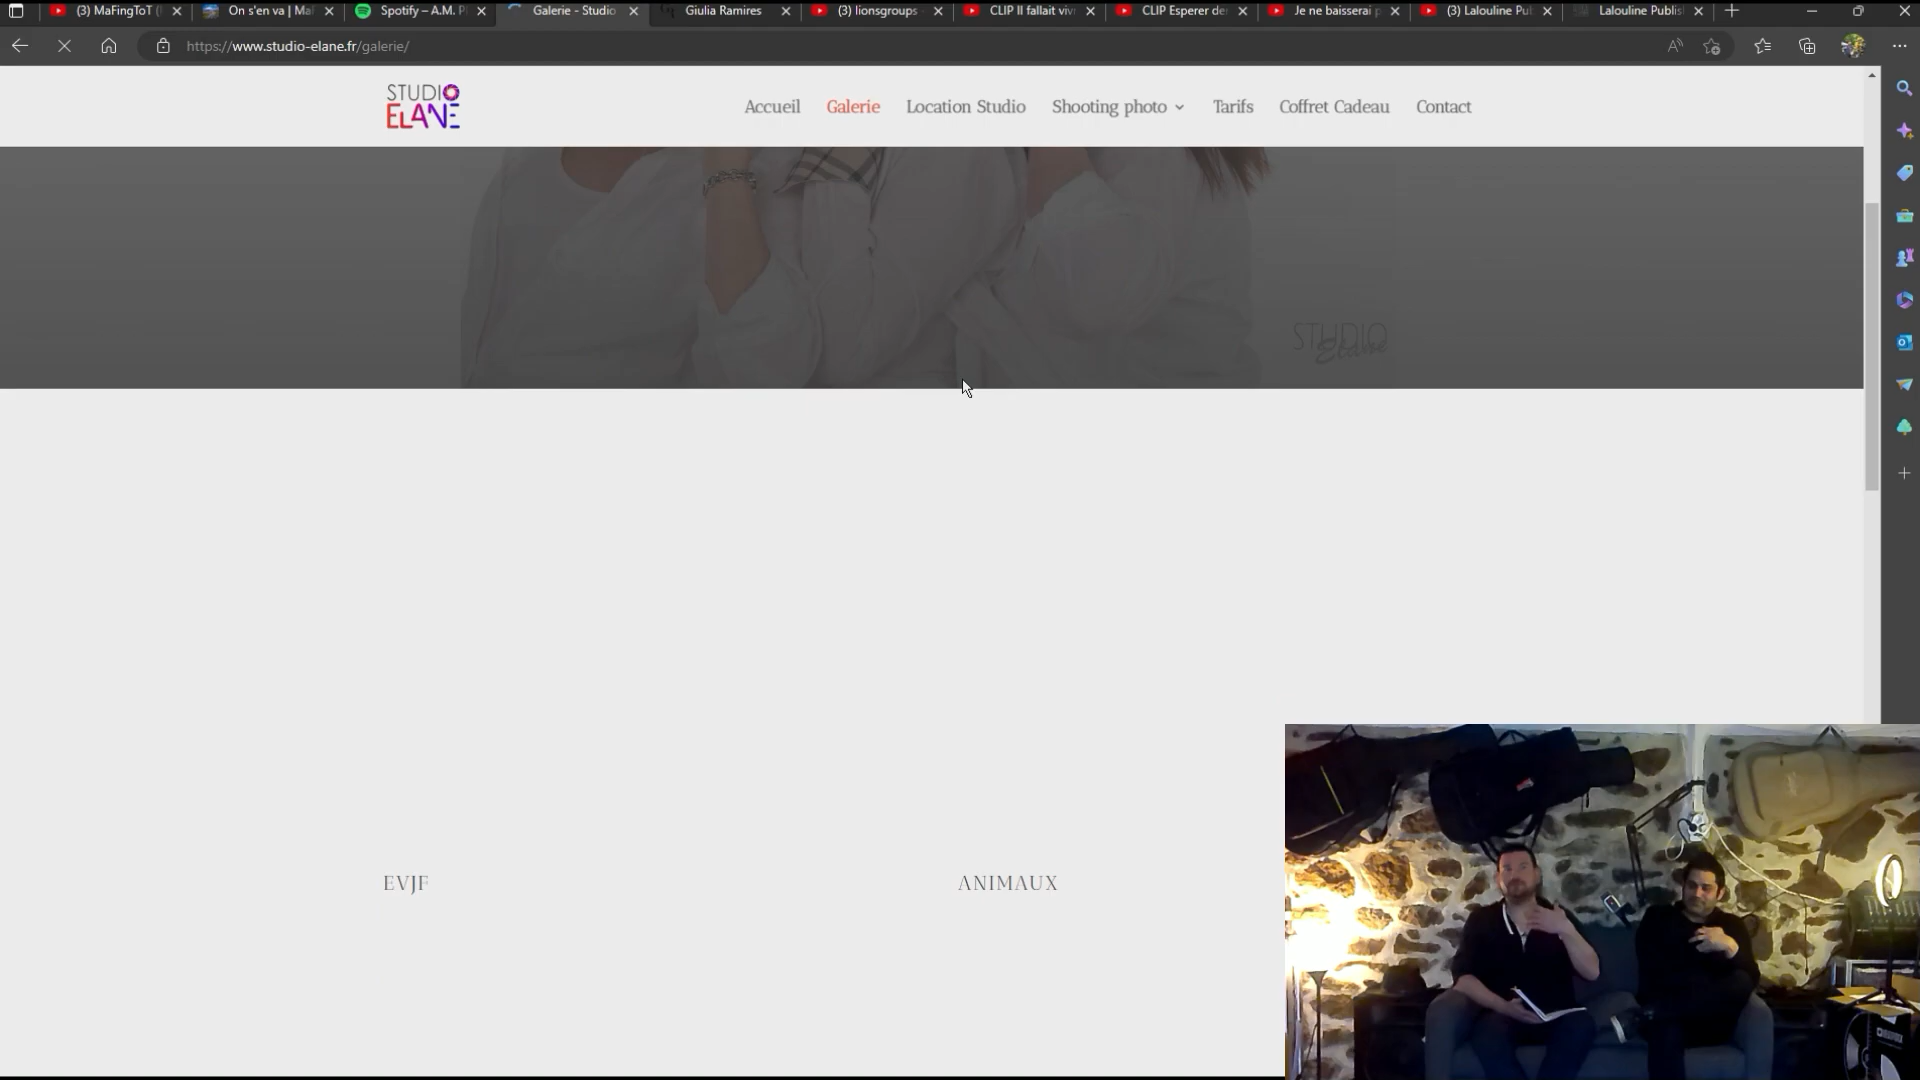 (3) MaFingToT (
On s'en va | Ma
Spotify – A.M. P
Galerie - Studio
Giulia Ramires
(3) lionsgroups
CLIP Il fallait viv
CLIP Esperer de
Je ne baisserai p
(3) Lalouline Pu
Lalouline Publis
https://www.studio-elane.fr/galerie/
STUDIO
ELANE
Accueil
Galerie
Location Studio
Shooting photo
Tarifs
Coffret Cadeau
Contact
STUDIO
Elane
EVJF
ANIMAUX